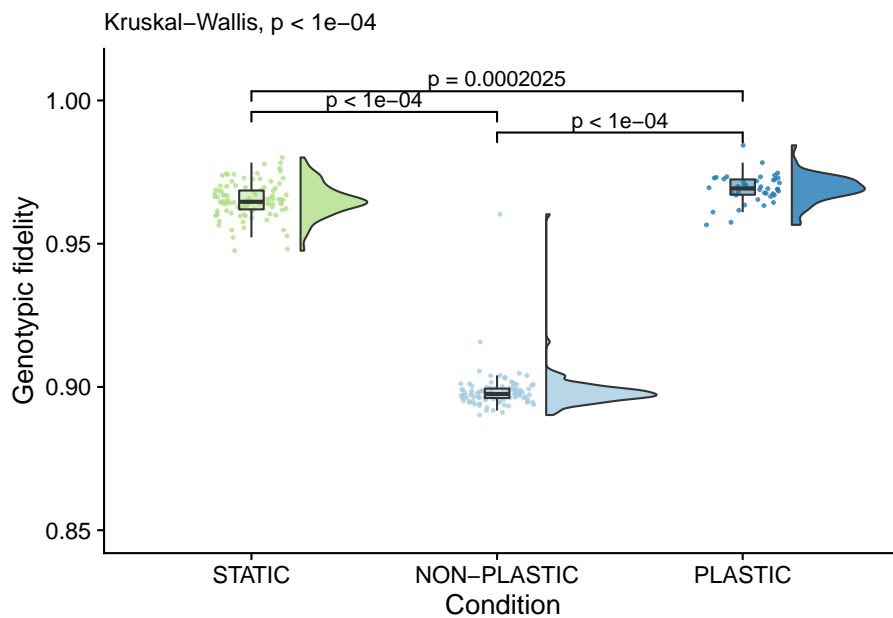 Kruskal−Wallis, p < 1e−04
p = 0.0002025
p < 1e−04
p < 1e−04
1.00
0.95
0.90
0.85
Genotypic fidelity
STATIC
NON−PLASTIC
PLASTIC
Condition